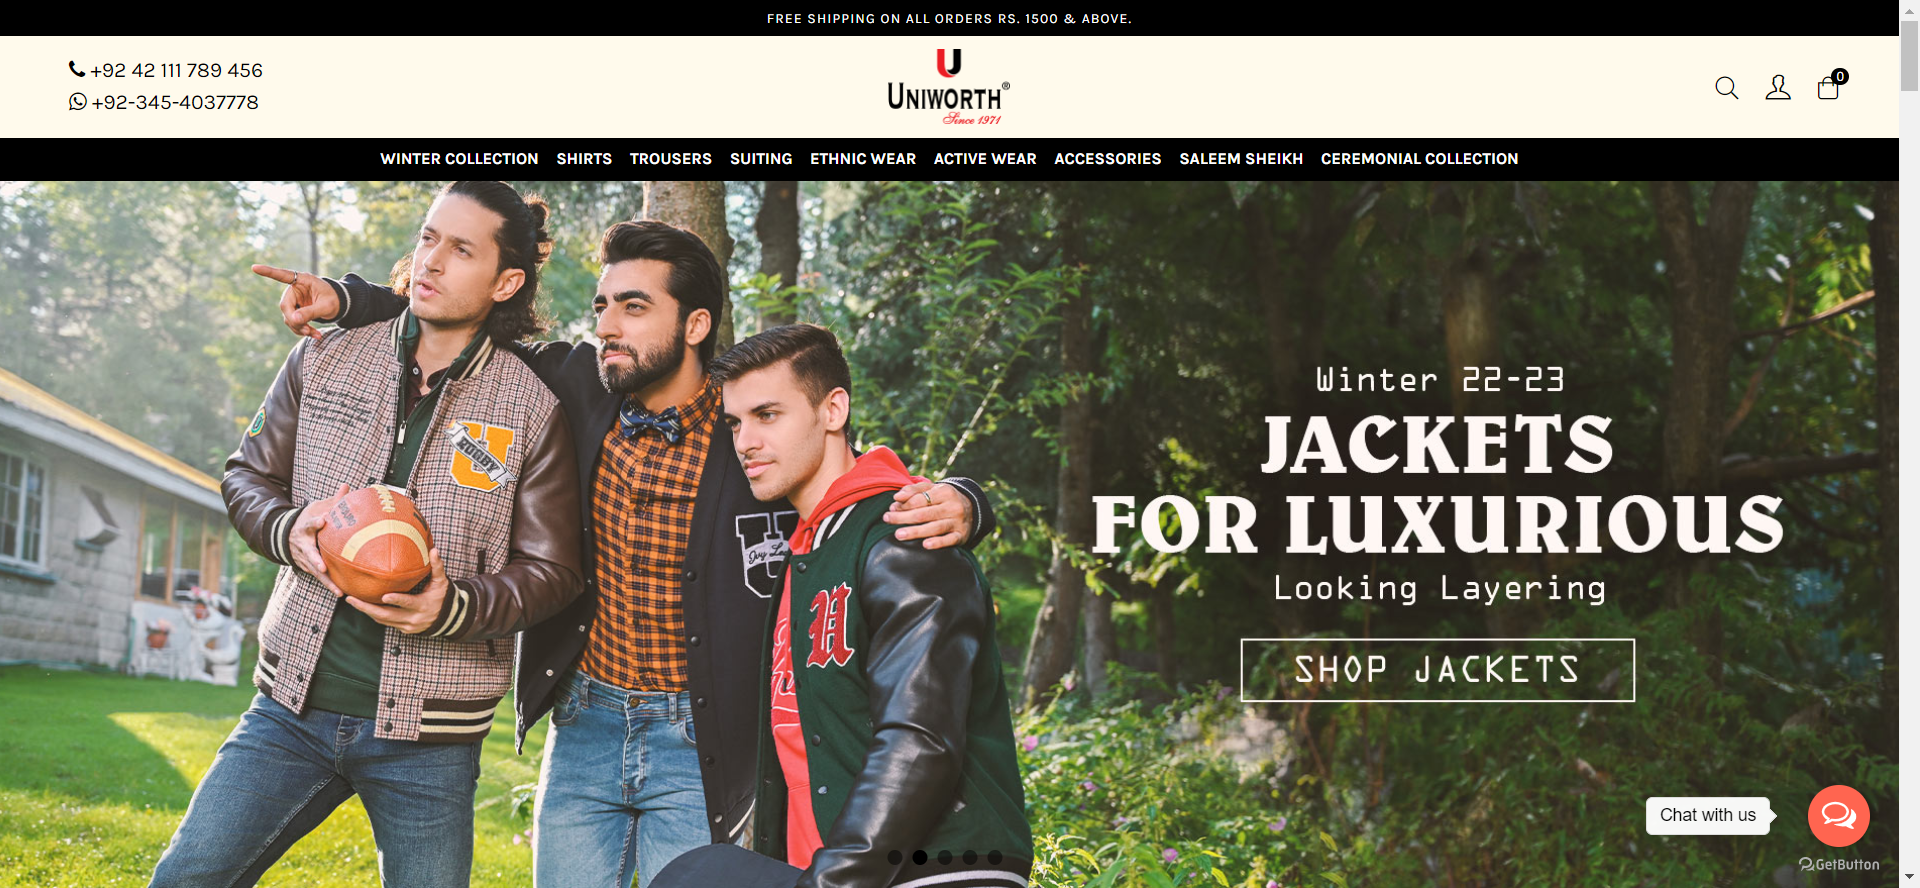 FREE SHIPPING ON ALL ORDERS RS. 1500 & ABOVE.
+92 42 111 789 456
+92-345-4037778
U
UNIWORTH®
Since 1971
0
WINTER COLLECTION SHIRTS TROUSERS SUITING ETHNIC WEAR ACTIVE WEAR ACCESSORIES SALEEM SHEIKH CEREMONIAL COLLECTION
U
RUGBY
U
U
Winter 22-23
JACKETS
FOR LUXURIOUS
Looking Layering
SHOP JACKETS
Chat with us
GetButton